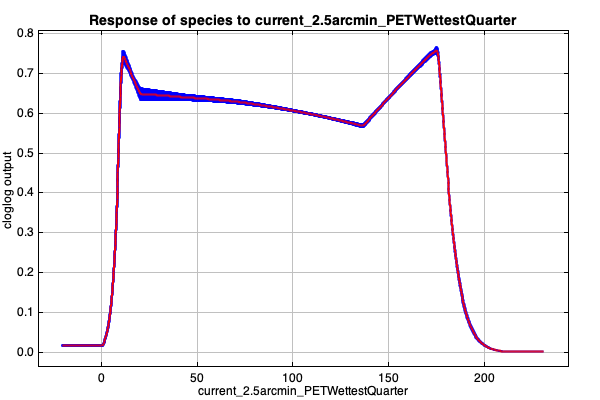 Response of species to current_2.5arcmin_PETWettestQuarter
0.8
0.7
0.6
0.5
0.4
0.3
0.2
0.1
0.0
cloglog output
0 50 100 150 200
current_2.5arcmin_PETWettestQuarter